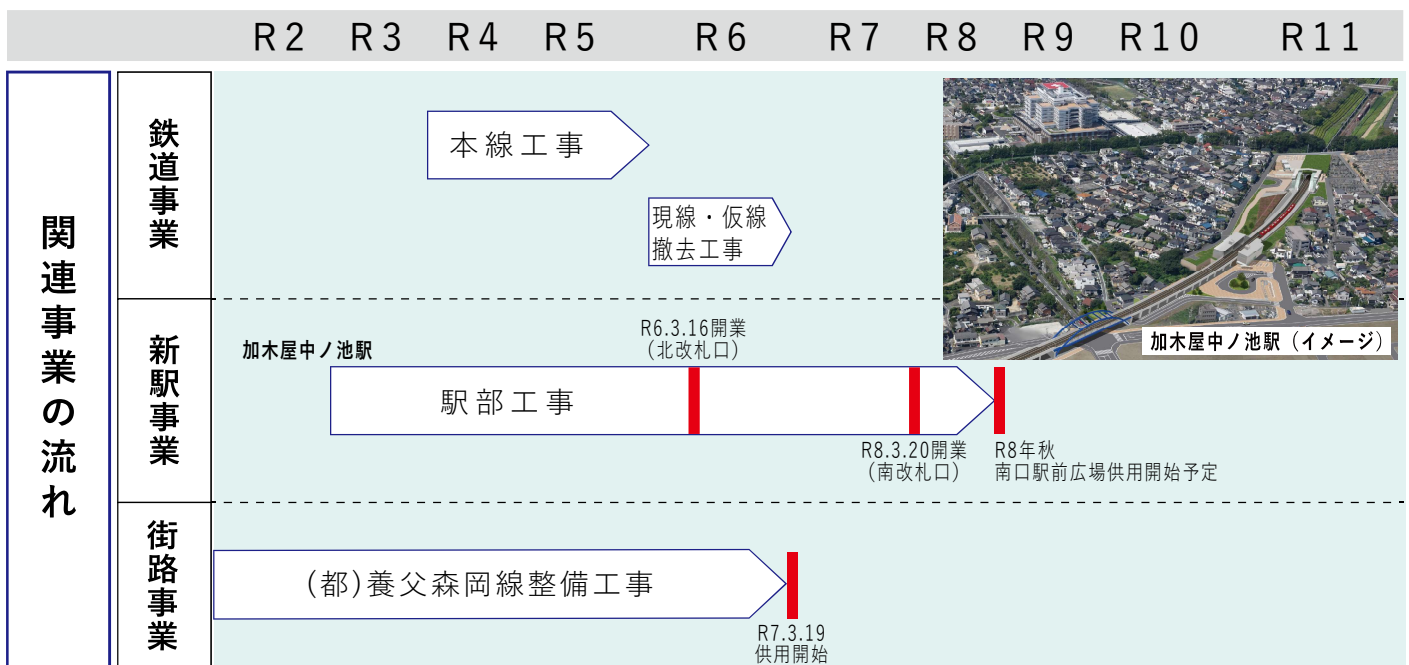 R2 R3 R4 R5 R6 R7 R8 R9 R10 R11
関連事業の流れ
鉄道事業
本線工事
現線・仮線
撤去工事
加木屋中ノ池駅（イメージ）
新駅事業
加木屋中ノ池駅
R6.3.16開業
(北改札口)
駅部工事
R8.3.20開業
(南改札口)
R8年秋
南口駅前広場供用開始予定
街路事業
(都)養父森岡線整備工事
R7.3.19
供用開始